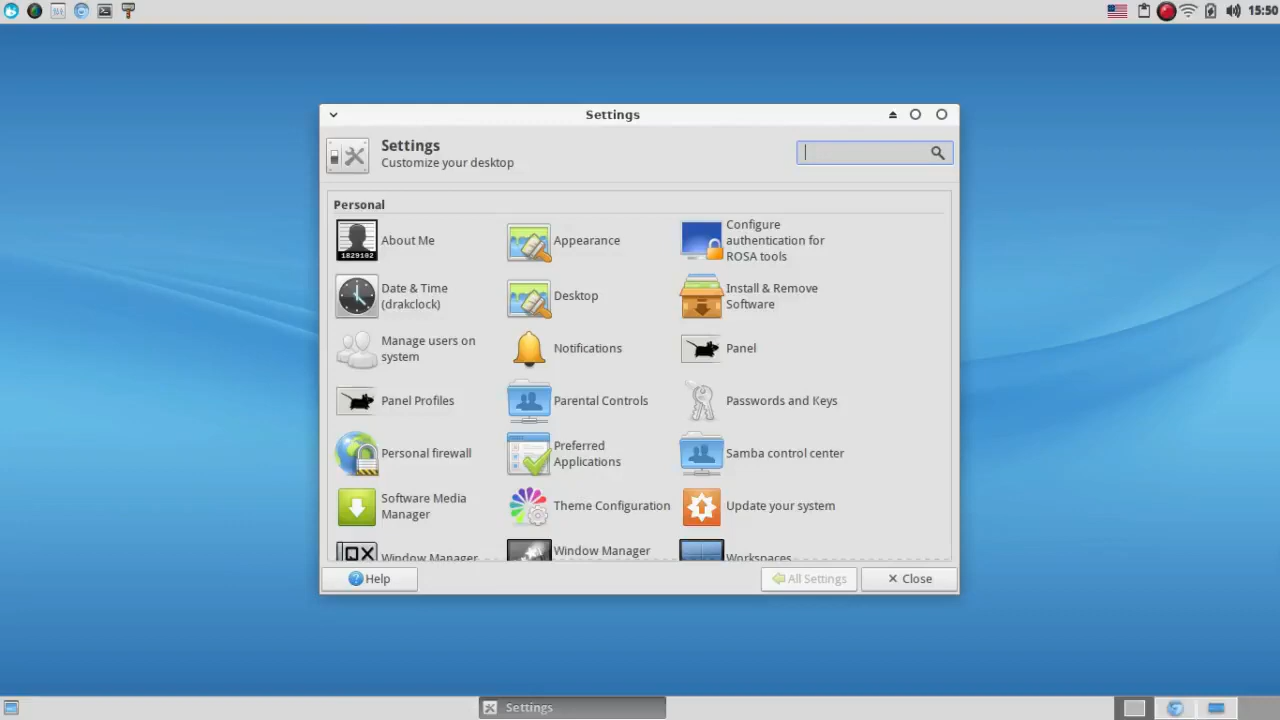 15:50
Settings
Settings
Customize your desktop
Personal
About Me
1829102
Appearance
Configure
authentication for
ROSA tools
Date & Time
(drakclock)
Desktop
Install & Remove
Software
Manage users on
system
Notifications
Panel
Panel Profiles
Parental Controls
Passwords and Keys
Personal firewall
Preferred
Applications
Samba control center
Software Media
Manager
Theme Configuration
Update your system
Window Manager
Window Manager
Workspaces
Help
All Settings
Close
Settings